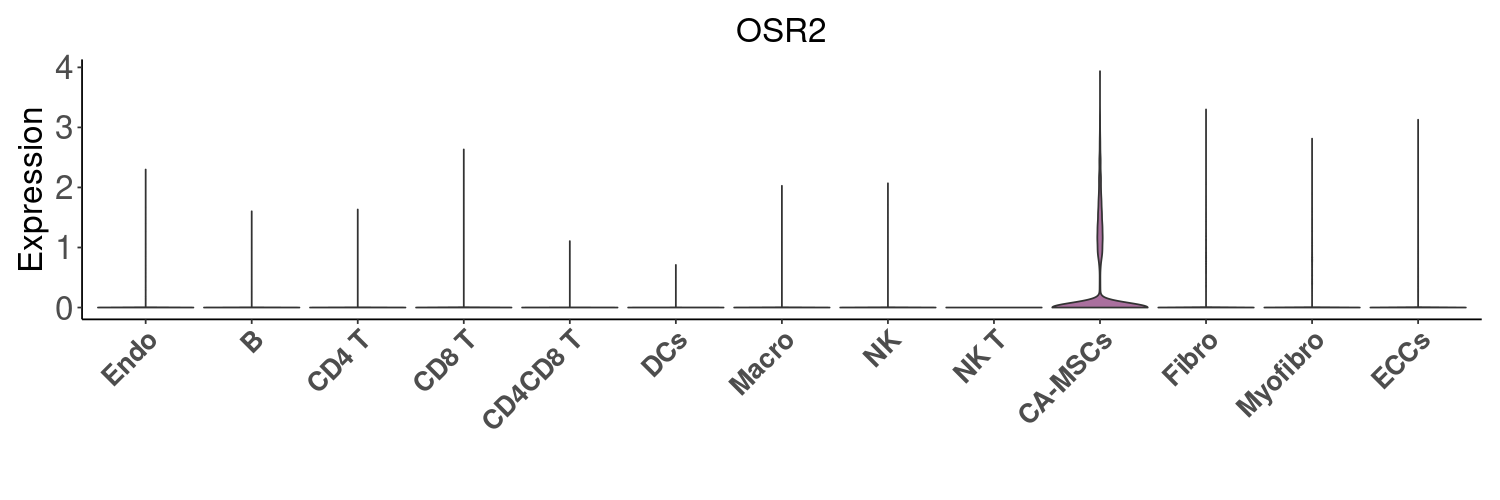 OSR2
Expression
4
3
2
1
0
Endo
B
CD4 T
CD8 T
CD4CD8 T
DCs
Macro
NK
NK T
CA-MSCs
Fibro
Myofibro
ECCs